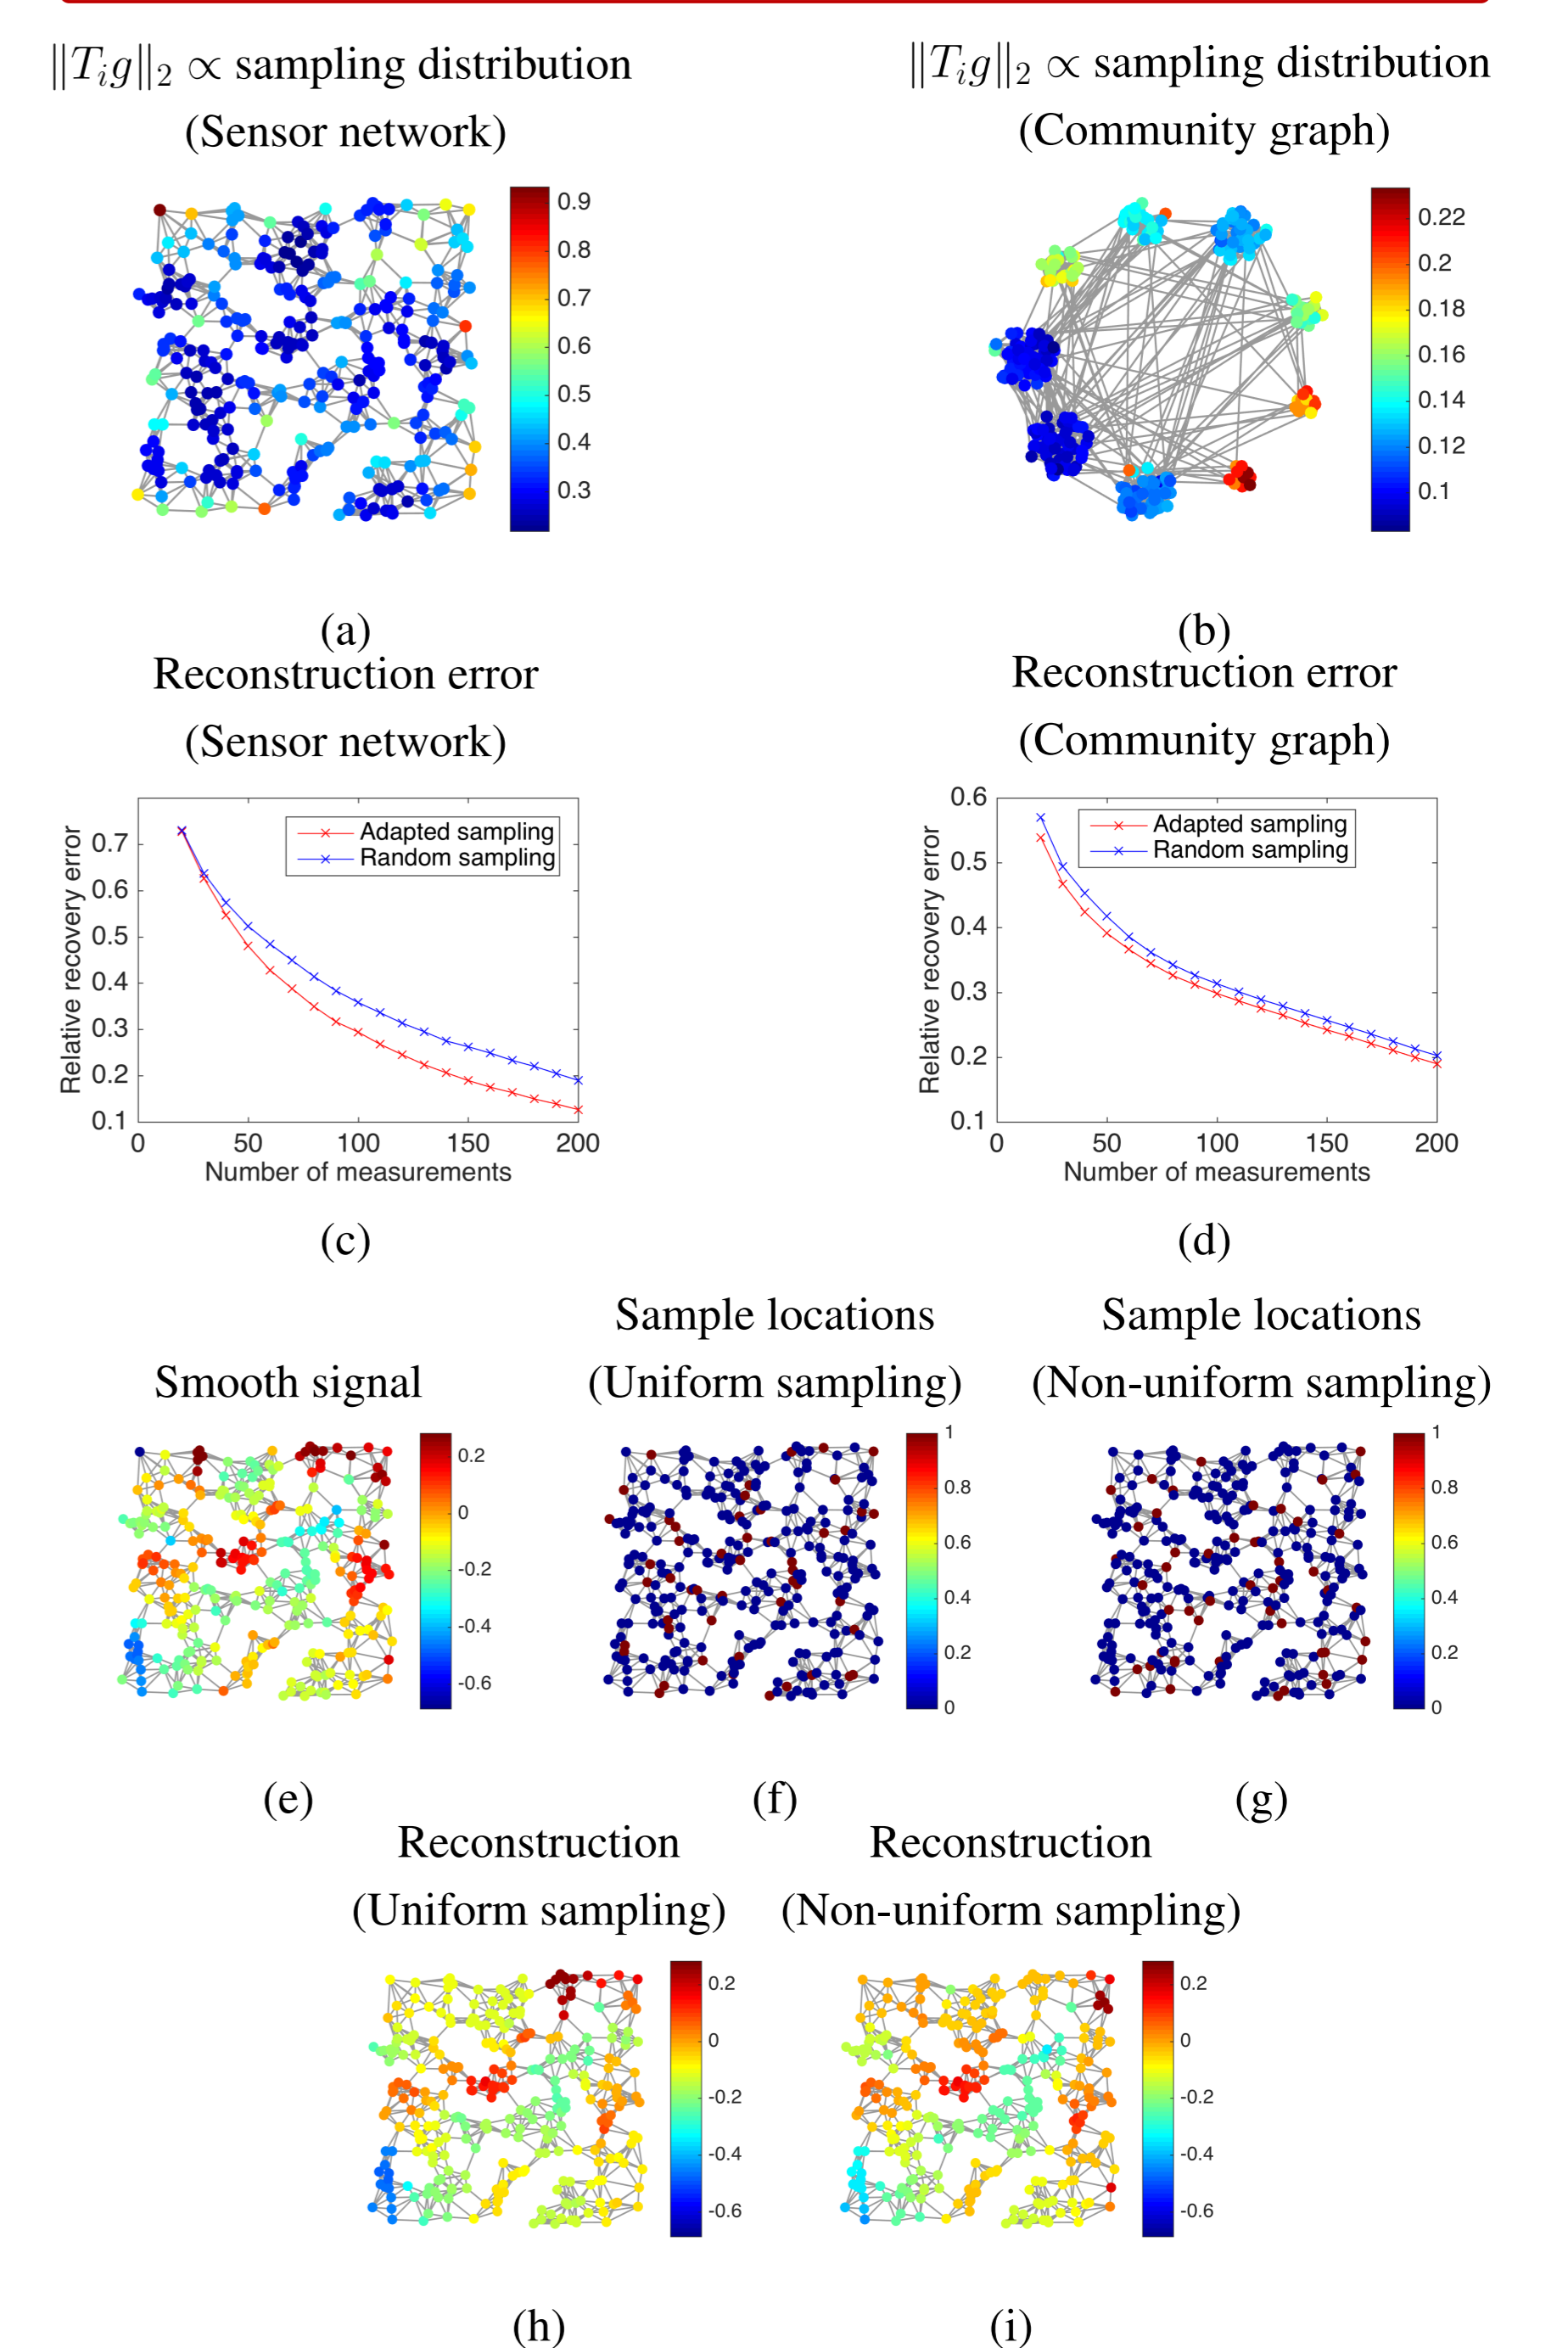 ‖Tᵢg‖₂ ∝ sampling distribution
(Sensor network)
‖Tᵢg‖₂ ∝ sampling distribution
(Community graph)
0.9
0.8
0.7
0.6
0.5
0.4
0.3
0.22
0.2
0.18
0.16
0.14
0.12
0.1
(a)
(b)
Reconstruction error
(Sensor network)
Reconstruction error
(Community graph)
Relative recovery error
0.7
0.6
0.5
0.4
0.3
0.2
0.1
Adapted sampling
Random sampling
0 50 100 150 200
Number of measurements
Relative recovery error
0.6
0.5
0.4
0.3
0.2
0.1
Adapted sampling
Random sampling
0 50 100 150 200
Number of measurements
(c)
(d)
Smooth signal
Sample locations
(Uniform sampling)
Sample locations
(Non-uniform sampling)
0.2
0
-0.2
-0.4
-0.6
1
0.8
0.6
0.4
0.2
0
1
0.8
0.6
0.4
0.2
0
(e)
(f)
(g)
Reconstruction
(Uniform sampling)
Reconstruction
(Non-uniform sampling)
0.2
0
-0.2
-0.4
-0.6
0.2
0
-0.2
-0.4
-0.6
(h)
(i)